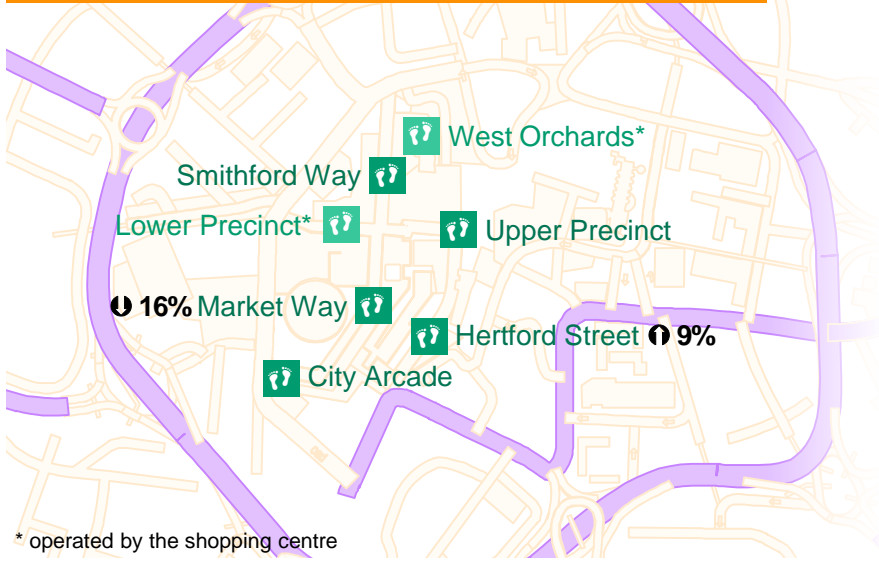 West Orchards*
Smithford Way
Lower Precinct*
Upper Precinct
16% Market Way
Hertford Street 9%
City Arcade
* operated by the shopping centre